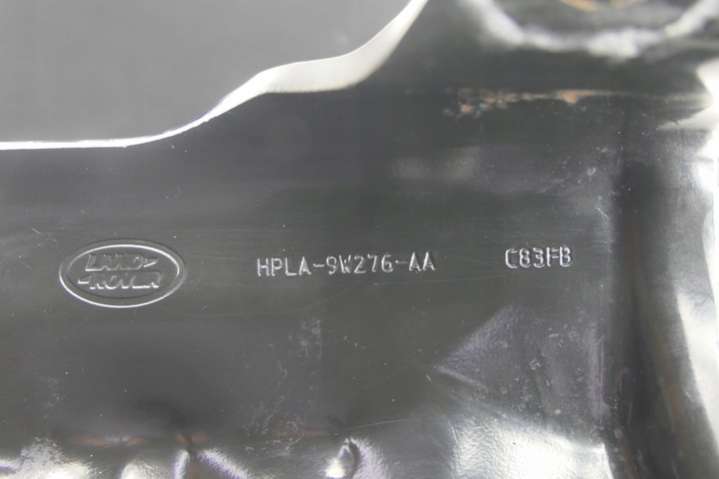 LAND-
-ROVER
HPLA-9W276-AA C83FB